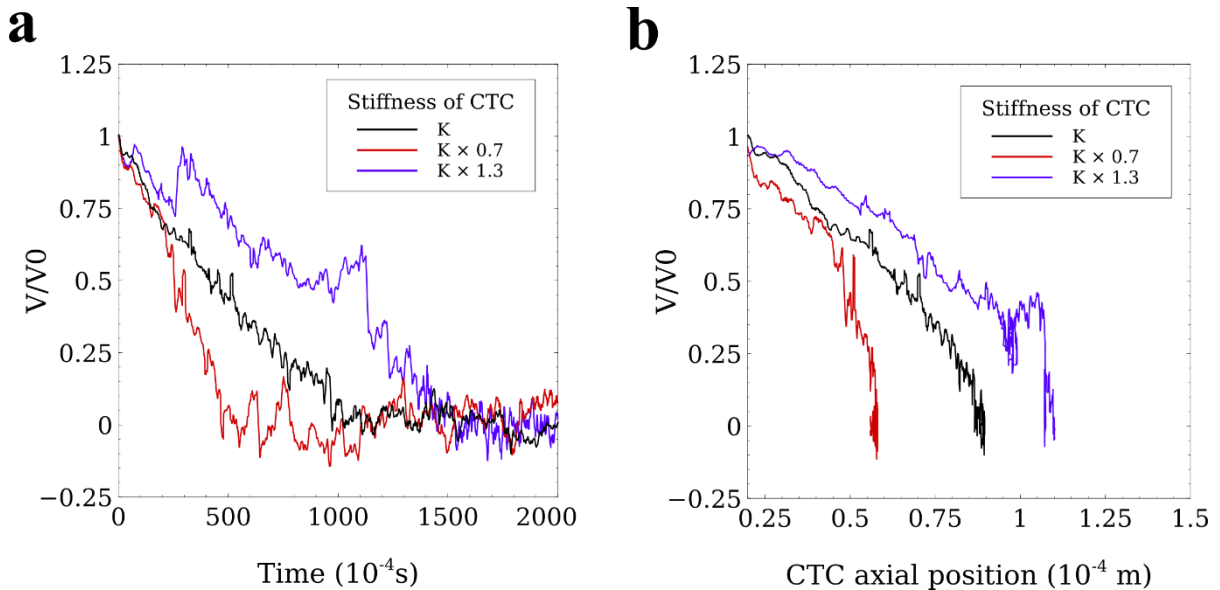 a
1.25
1
0.75
0.5
0.25
0
−0.25
V/V0
Stiffness of CTC
K
K × 0.7
K × 1.3
0
500
1000
1500
2000
Time (10⁻⁴s)
b
1.25
1
0.75
0.5
0.25
0
−0.25
V/V0
Stiffness of CTC
K
K × 0.7
K × 1.3
0.25
0.5
0.75
1
1.25
1.5
CTC axial position (10⁻⁴ m)